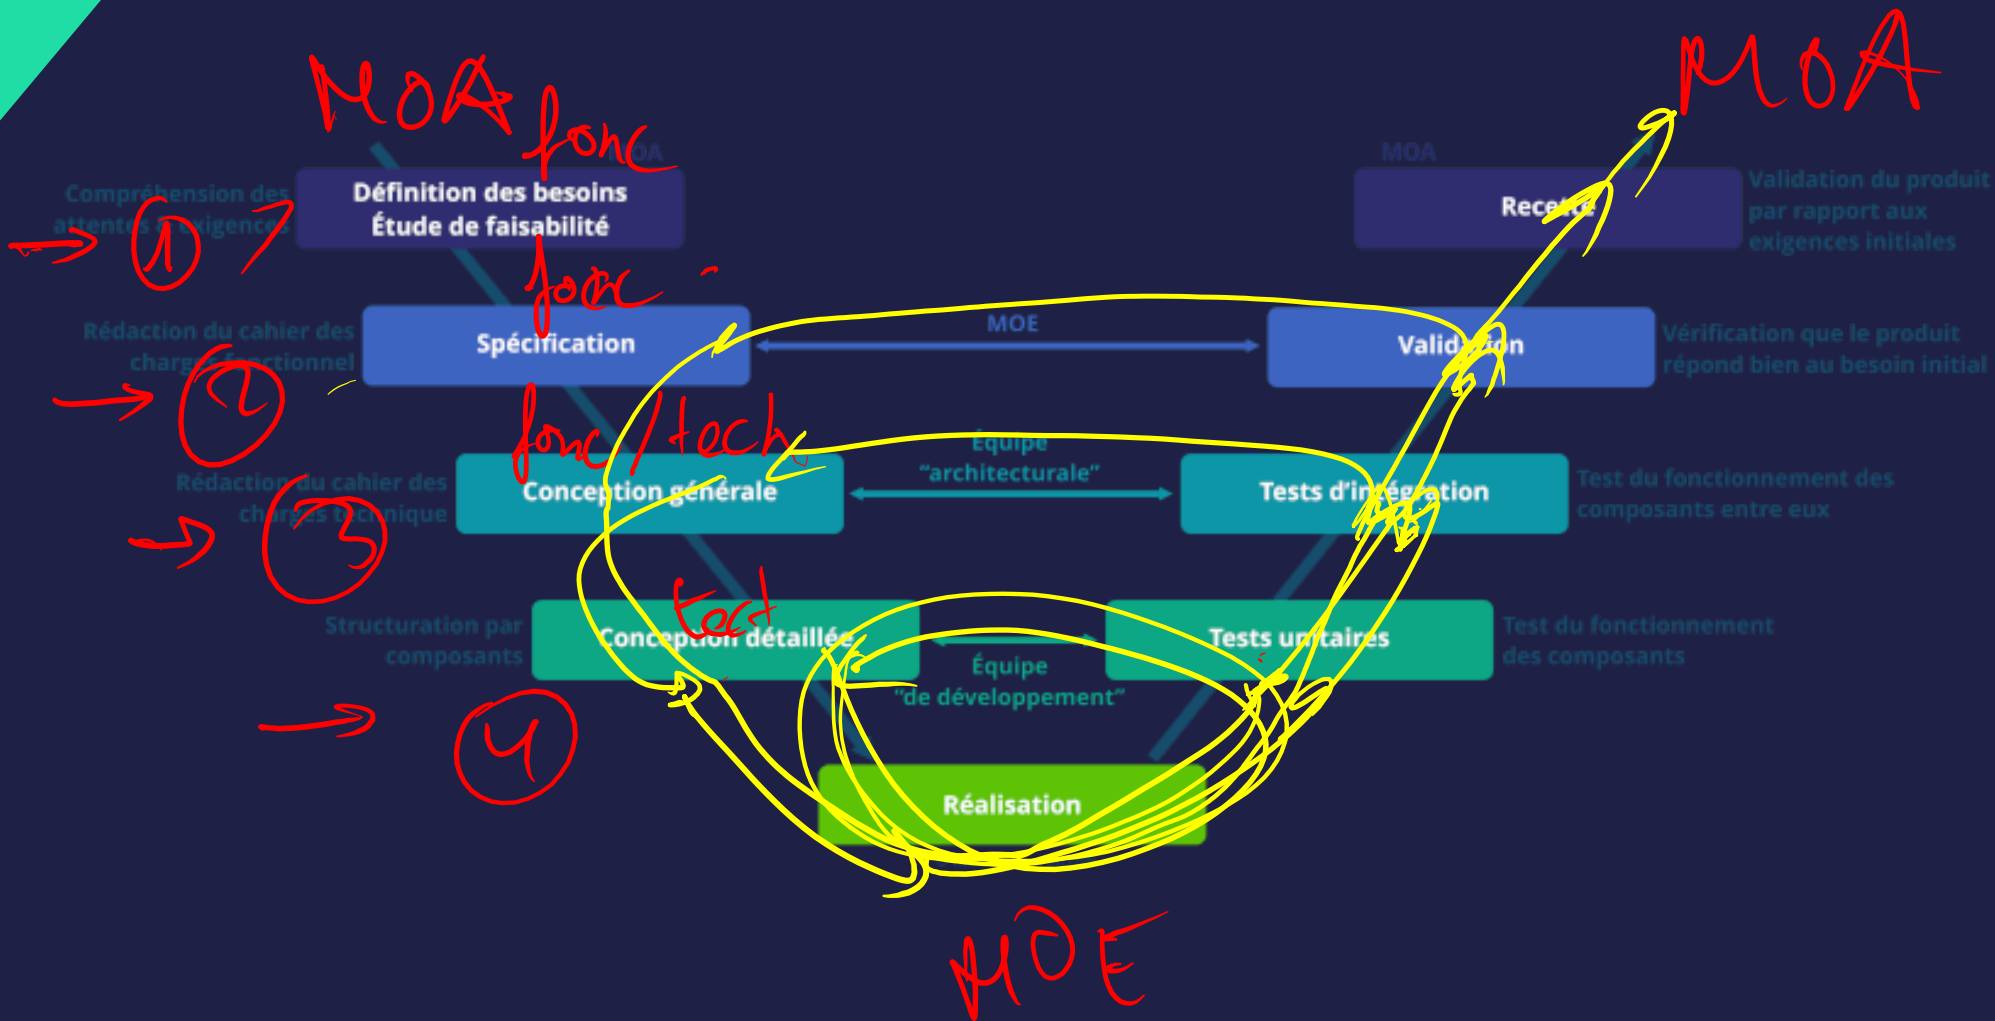 MOA
MOA
fonc
MOA
MOA
Compréhension des
attentes & exigences
1
Définition des besoins
Étude de faisabilité
Recette
Validation du produit
par rapport aux
exigences initiales
fonc
Rédaction du cahier des
charges fonctionnel
2
Spécification
MOE
Validation
Vérification que le produit
répond bien au besoin initial
fonc/tech
Rédaction du cahier des
charges technique
3
Conception générale
Équipe
“architecturale”
Tests d’intégration
Test du fonctionnement des
composants entre eux
tect
Structuration par
composants
Conception détaillée
Équipe
“de développement”
Tests unitaires
Test du fonctionnement
des composants
4
Réalisation
MOE